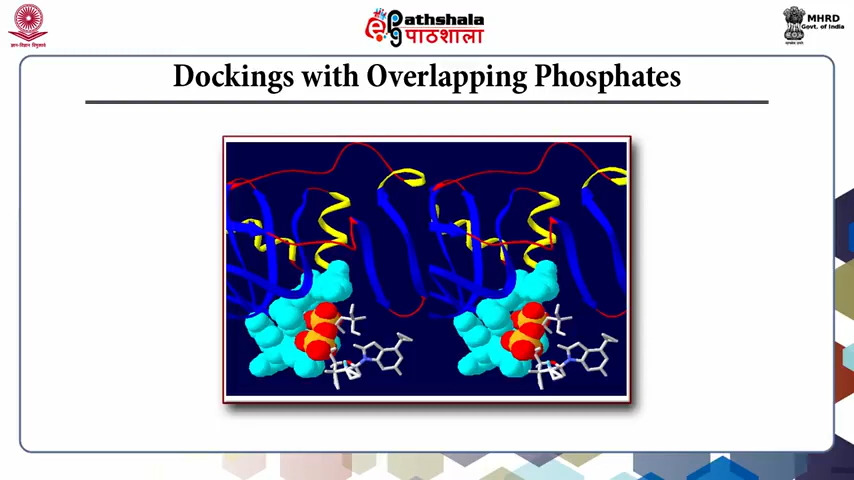 Pathshala
पाठशाला
MHRD
Govt. of India
Dockings with Overlapping Phosphates